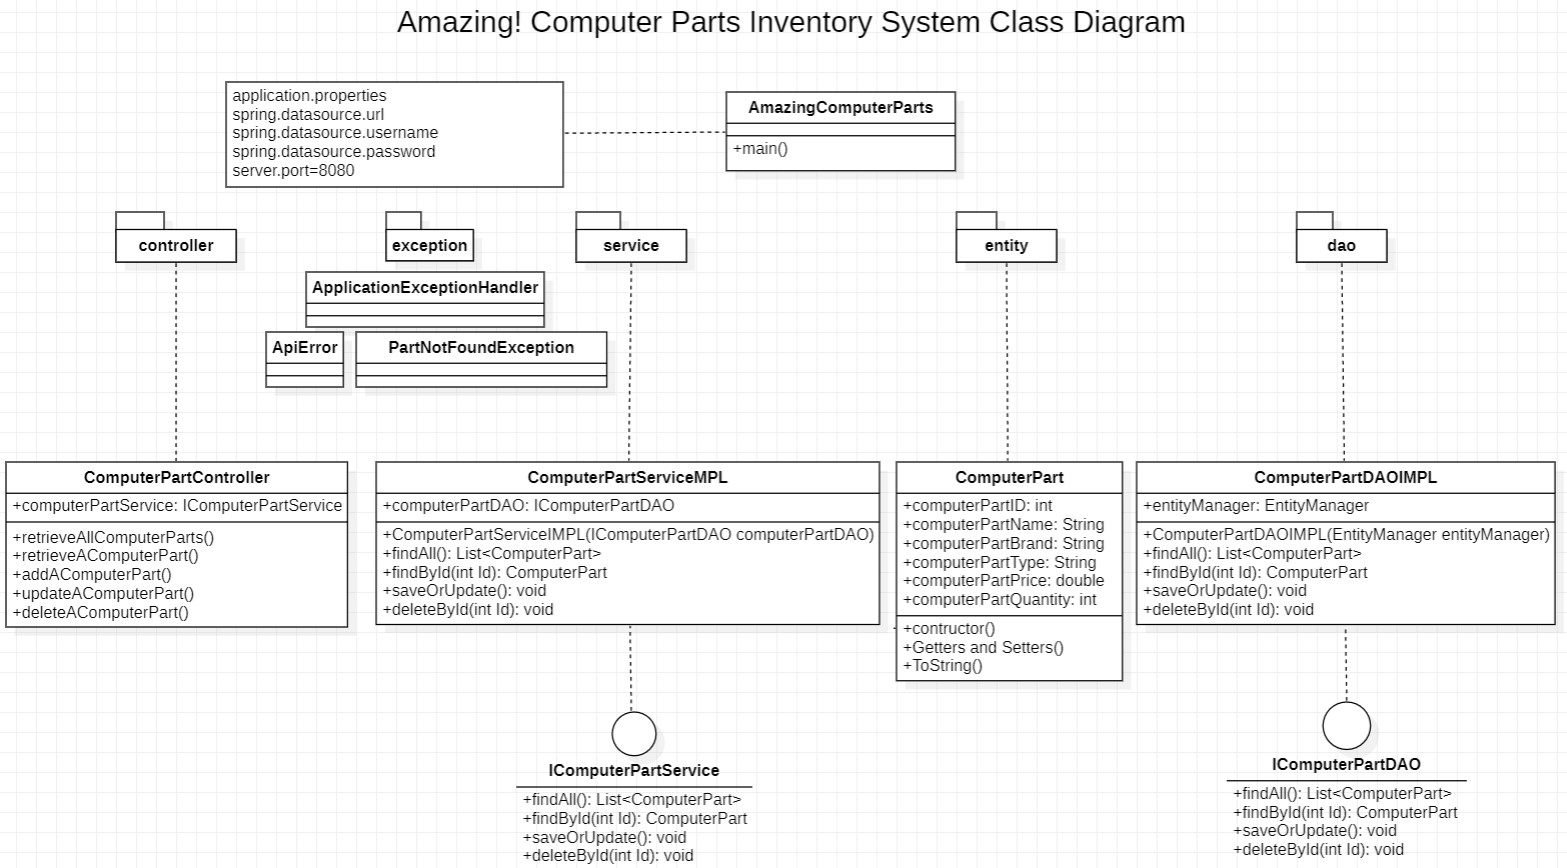 Amazing! Computer Parts Inventory System Class Diagram
application.properties
spring.datasource.url
spring.datasource.username
spring.datasource.password
server.port=8080
AmazingComputerParts
+main()
controller
exception
service
entity
dao
ApplicationExceptionHandler
ApiError
PartNotFoundException
ComputerPartController
+computerPartService: IComputerPartService
+retrieveAllComputerParts()
+retrieveAComputerPart()
+addAComputerPart()
+updateAComputerPart()
+deleteAComputerPart()
ComputerPartServiceMPL
+computerPartDAO: IComputerPartDAO
+ComputerPartServiceIMPL(IComputerPartDAO computerPartDAO)
+findAll(): List<ComputerPart>
+findById(int Id): ComputerPart
+saveOrUpdate(): void
+deleteById(int Id): void
ComputerPart
+computerPartID: int
+computerPartName: String
+computerPartBrand: String
+computerPartType: String
+computerPartPrice: double
+computerPartQuantity: int
+contructor()
+Getters and Setters()
+ToString()
ComputerPartDAOIMPL
+entityManager: EntityManager
+ComputerPartDAOIMPL(EntityManager entityManager)
+findAll(): List<ComputerPart>
+findById(int Id): ComputerPart
+saveOrUpdate(): void
+deleteById(int Id): void
IComputerPartService
+findAll(): List<ComputerPart>
+findById(int Id): ComputerPart
+saveOrUpdate(): void
+deleteById(int Id): void
IComputerPartDAO
+findAll(): List<ComputerPart>
+findById(int Id): ComputerPart
+saveOrUpdate(): void
+deleteById(int Id): void